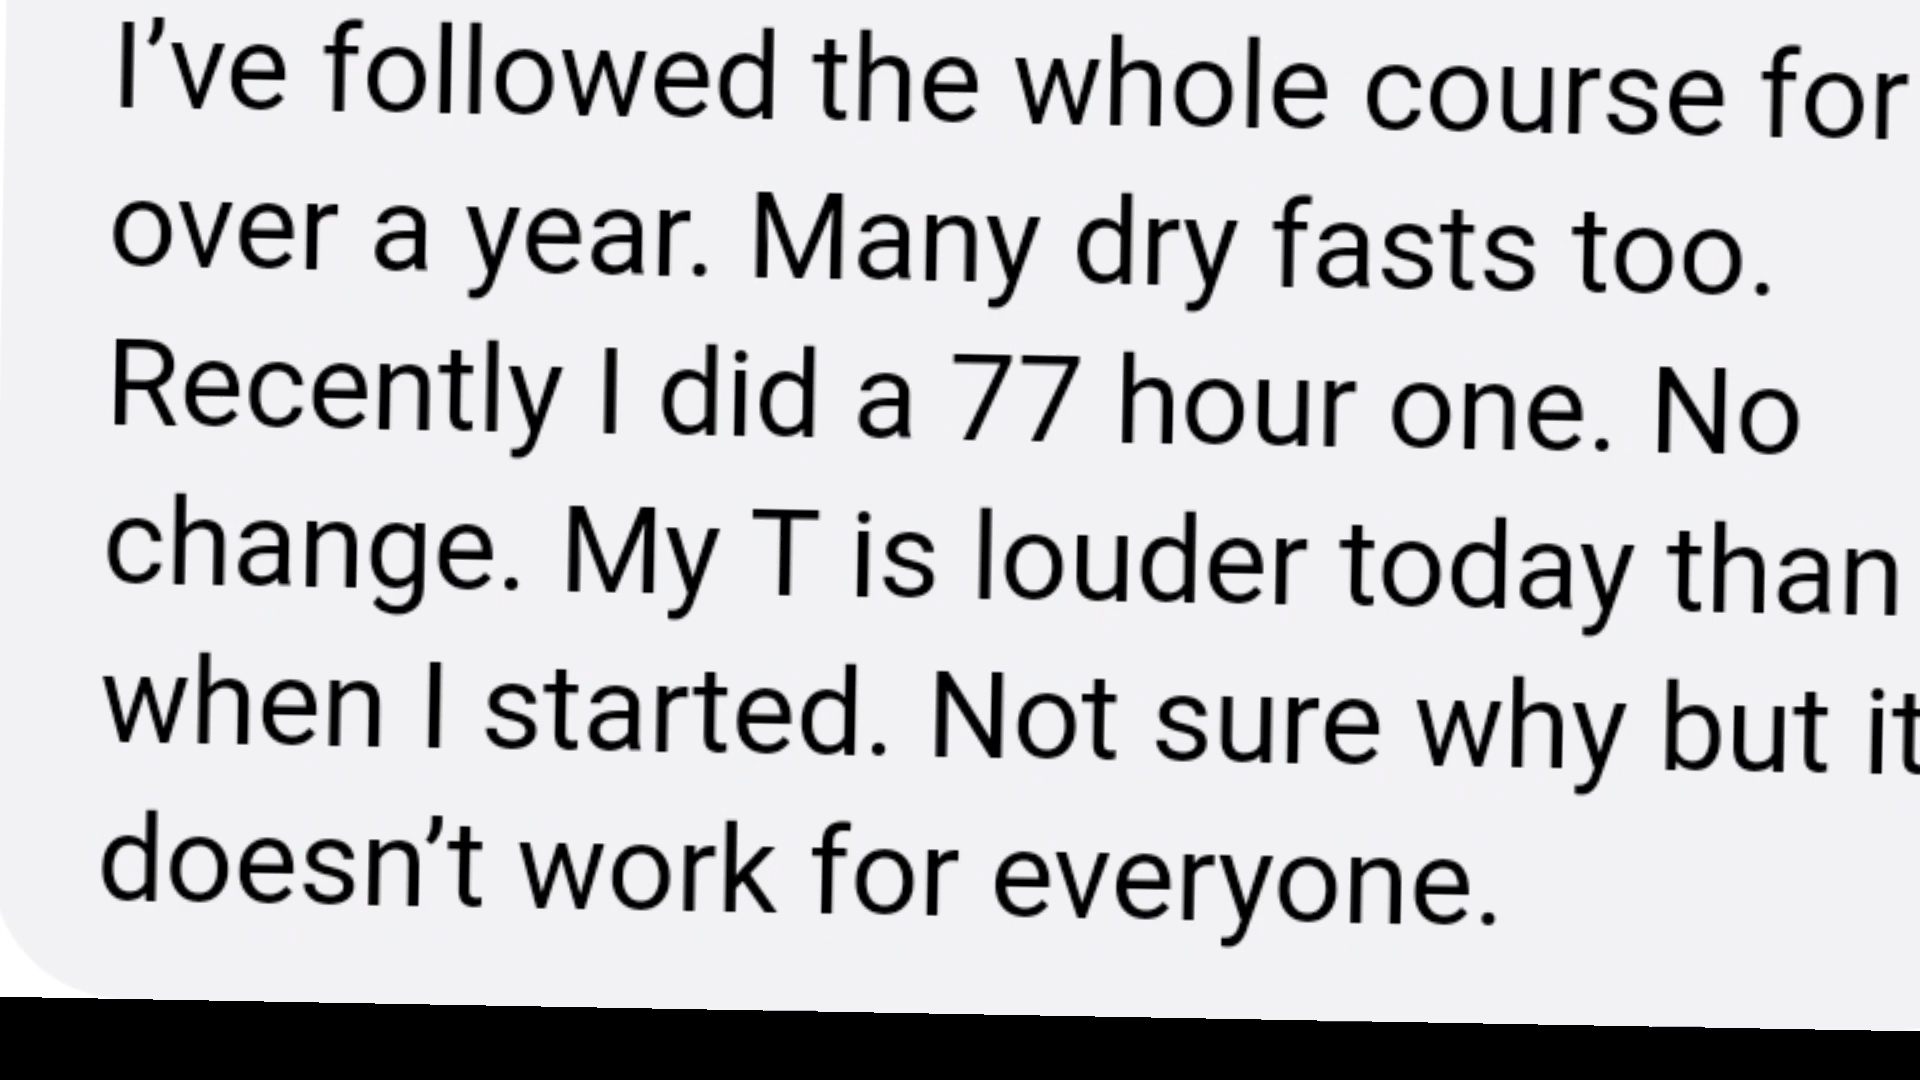 I’ve followed the whole course for
over a year. Many dry fasts too.
Recently I did a 77 hour one. No
change. My T is louder today than
when I started. Not sure why but it
doesn’t work for everyone.